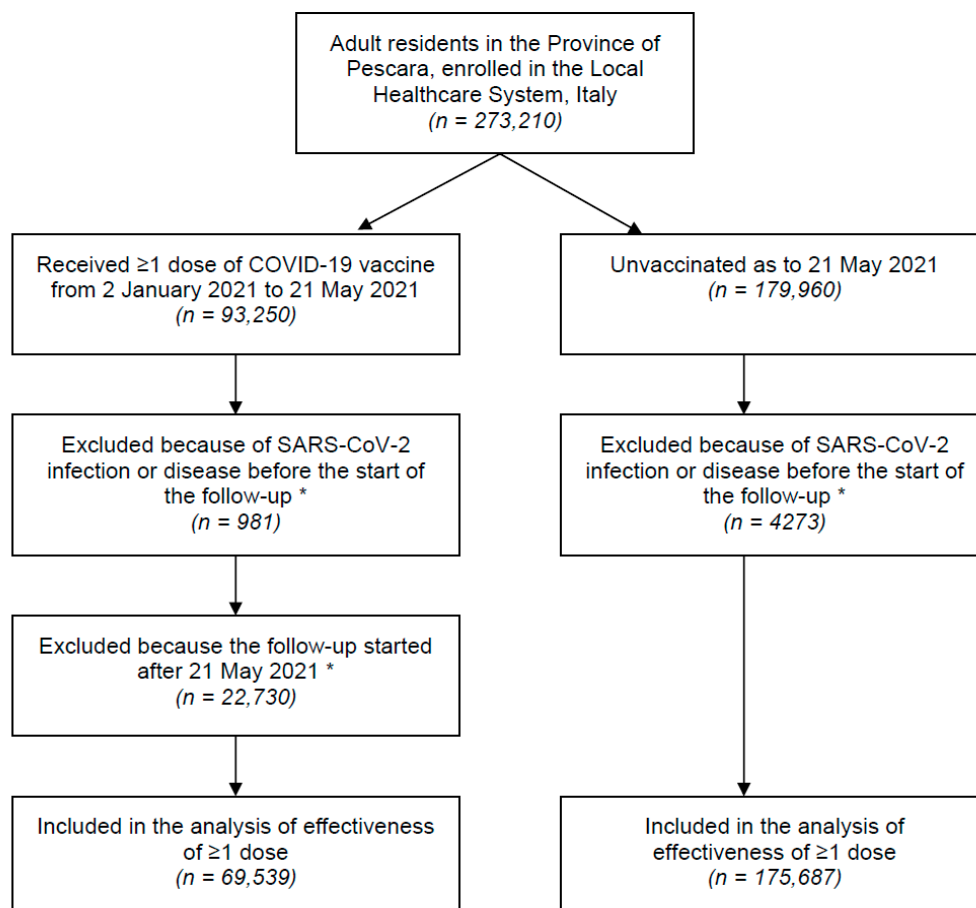 Adult residents in the Province of
Pescara, enrolled in the Local
Healthcare System, Italy
(n = 273,210)
Received ≥1 dose of COVID-19 vaccine
from 2 January 2021 to 21 May 2021
(n = 93,250)
Unvaccinated as to 21 May 2021
(n = 179,960)
Excluded because of SARS-CoV-2
infection or disease before the start of
the follow-up *
(n = 981)
Excluded because of SARS-CoV-2
infection or disease before the start of
the follow-up *
(n = 4273)
Excluded because the follow-up started
after 21 May 2021 *
(n = 22,730)
Included in the analysis of effectiveness
of ≥1 dose
(n = 69,539)
Included in the analysis of
effectiveness of ≥1 dose
(n = 175,687)